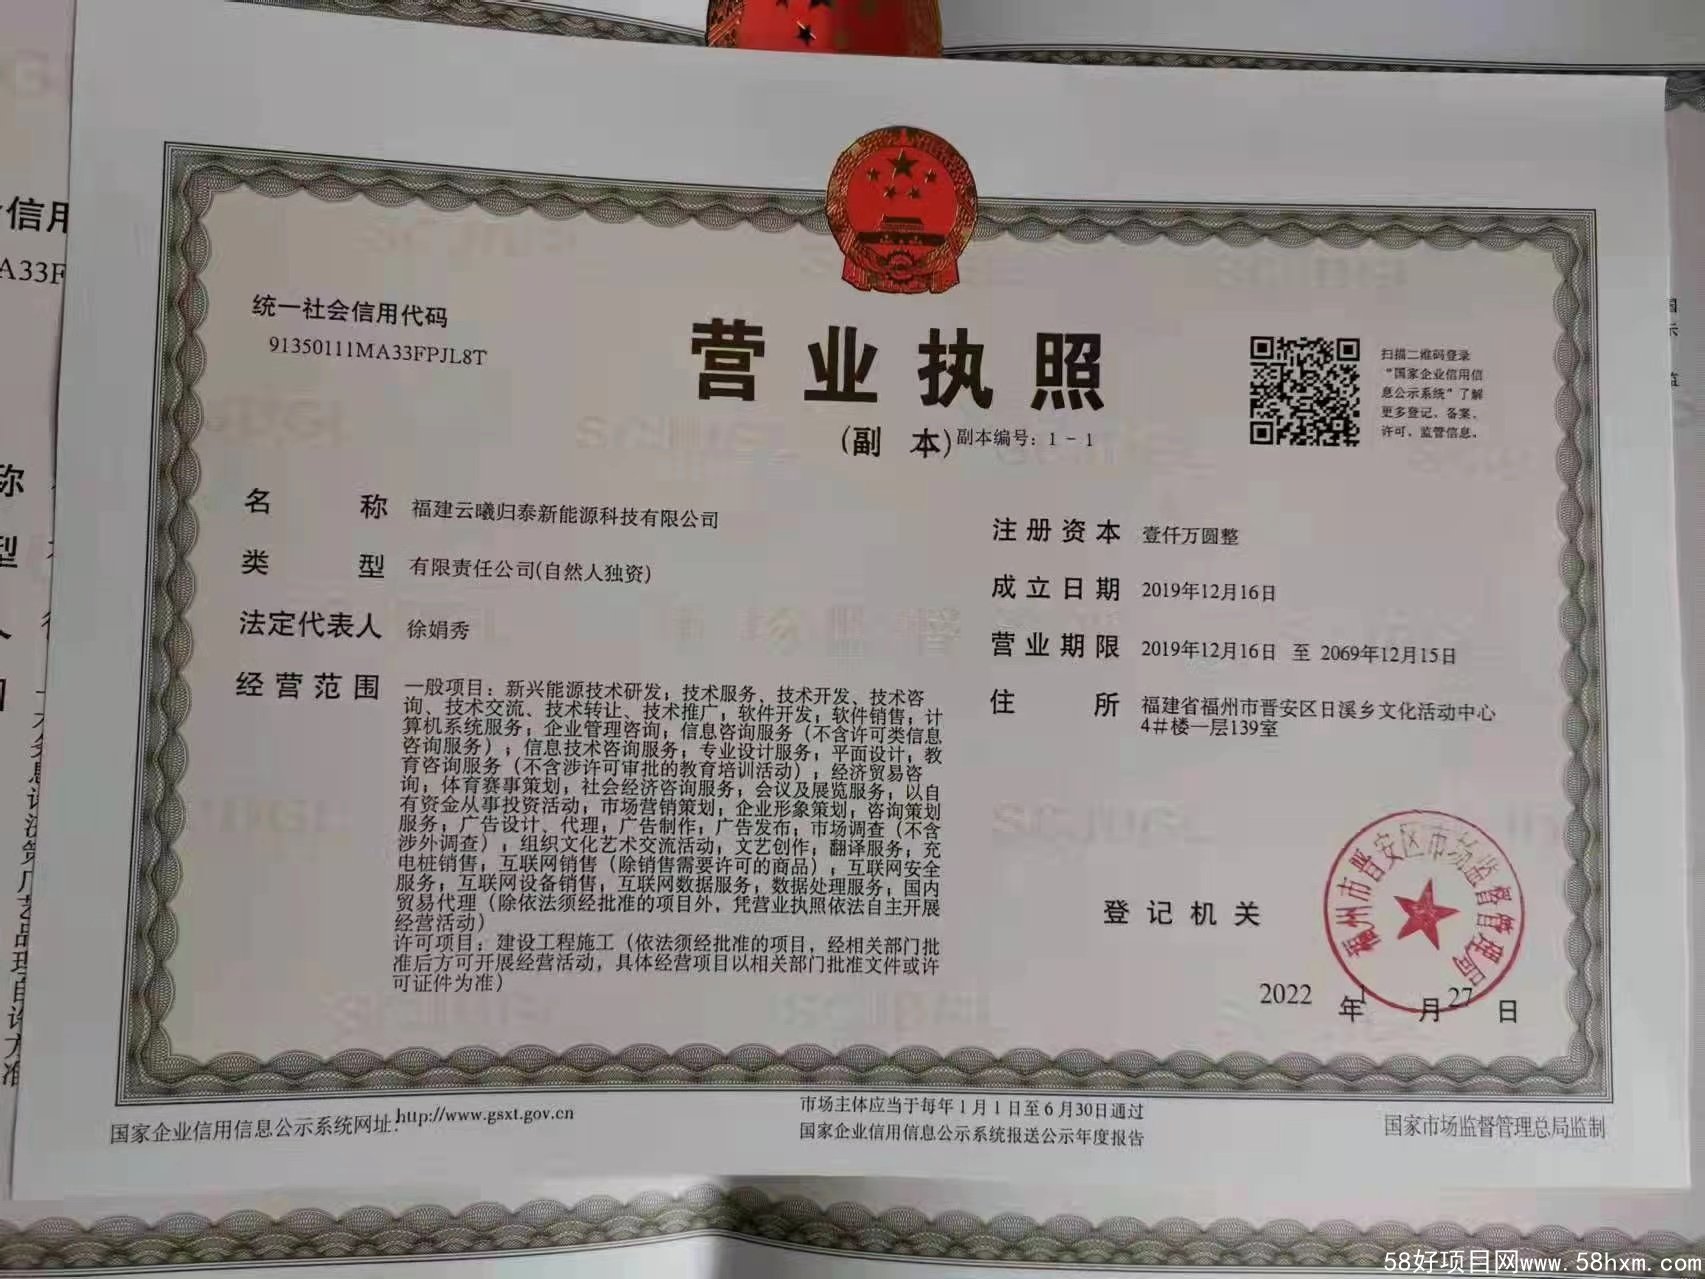 统一社会信用代码
91350111MA33FPJL8T
营业执照
(副 本) 副本编号：1 - 1
扫描二维码登录
“国家企业信用信
息公示系统”了解
更多登记、备案、
许可、监管信息。
名 称 福建云曦归泰新能源科技有限公司
类 型 有限责任公司(自然人独资)
法定代表人 徐娟秀
经营范围 一般项目：新兴能源技术研发；技术服务、技术开发、技术咨
询、技术交流、技术转让、技术推广；软件开发；软件销售；计
算机系统服务；企业管理咨询；信息咨询服务（不含许可类信息
咨询服务）；信息技术咨询服务；专业设计服务；平面设计；教
育咨询服务（不含涉许可审批的教育培训活动）；经济贸易咨
询；体育赛事策划；社会经济咨询服务；会议及展览服务；以自
有资金从事投资活动；市场营销策划；企业形象策划；咨询策划
服务；广告设计、代理；广告制作；广告发布；市场调查（不含
涉外调查）；组织文化艺术交流活动；文艺创作；翻译服务；充
电桩销售；互联网销售（除销售需要许可的商品）；互联网安全
服务；互联网设备销售；互联网数据服务；数据处理服务；国内
贸易代理（除依法须经批准的项目外，凭营业执照依法自主开展
经营活动）
许可项目：建设工程施工（依法须经批准的项目，经相关部门批
准后方可开展经营活动，具体经营项目以相关部门批准文件或许
可证件为准）
注册资本 壹仟万圆整
成立日期 2019年12月16日
营业期限 2019年12月16日 至 2069年12月15日
住 所 福建省福州市晋安区日溪乡文化活动中心
4#楼一层139室
登记机关
福州市晋安区市场监督管理局
2022 年 1 月 27 日
国家企业信用信息公示系统网址：http://www.gsxt.gov.cn
市场主体应当于每年1月1日至6月30日通过
国家企业信用信息公示系统报送公示年度报告
国家市场监督管理总局监制
58好项目网www.58hxm.com